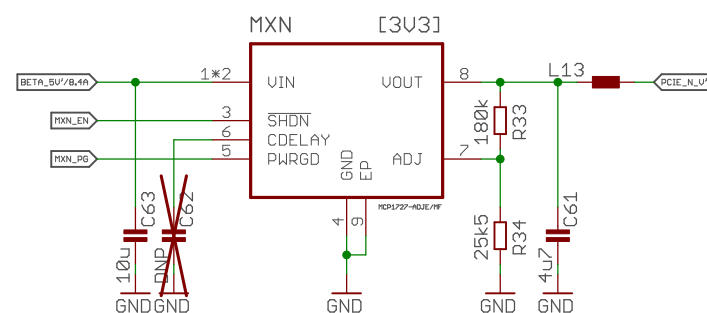 MXN [3V3]
BETA_5V'/8.4A 1*2 VIN VOUT 8 L13 PCIE_N_V'
MXN_EN 3 SHDN 180k R33
6 CDELAY
MXN_PG 5 PWRGD GND EP ADJ 7
MCP1727-ADJE/MF
10u C63 DNP C62 4 9 25k5 R34 4u7 C61
GND GND GND GND GND